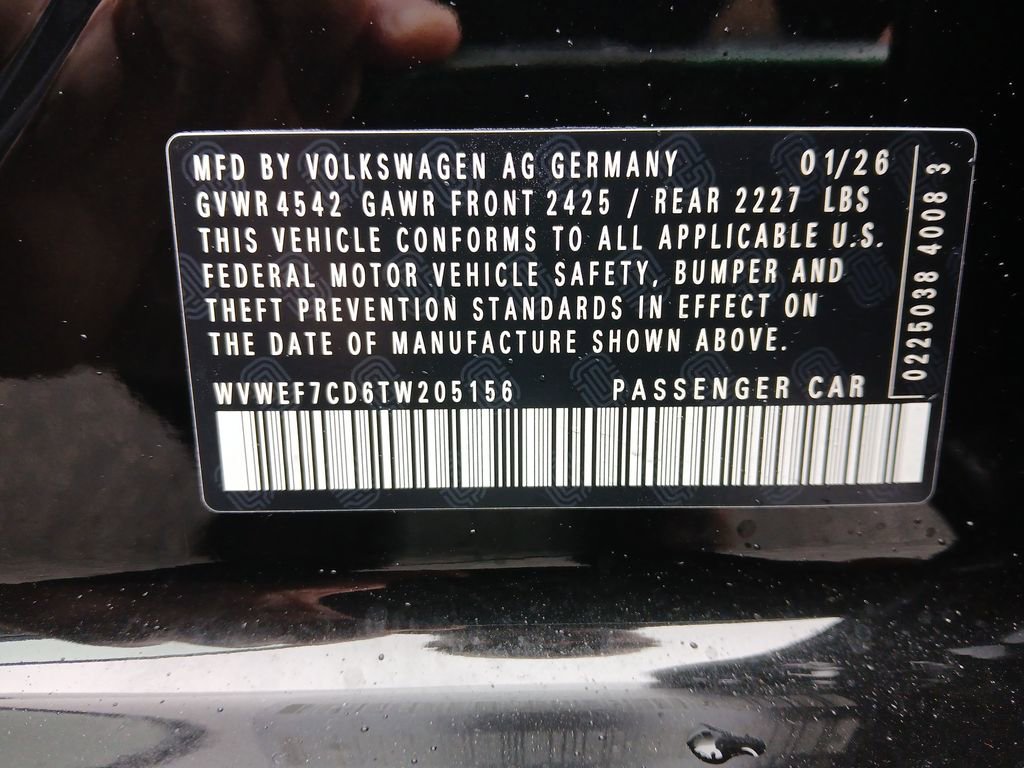 MFD BY VOLKSWAGEN AG GERMANY 01/26
GVWR 4542 GAWR FRONT 2425 / REAR 2227 LBS
THIS VEHICLE CONFORMS TO ALL APPLICABLE U.S.
FEDERAL MOTOR VEHICLE SAFETY, BUMPER AND
THEFT PREVENTION STANDARDS IN EFFECT ON
THE DATE OF MANUFACTURE SHOWN ABOVE.
WVWEF7CD6TW205156 PASSENGER CAR
0225038 4008 3